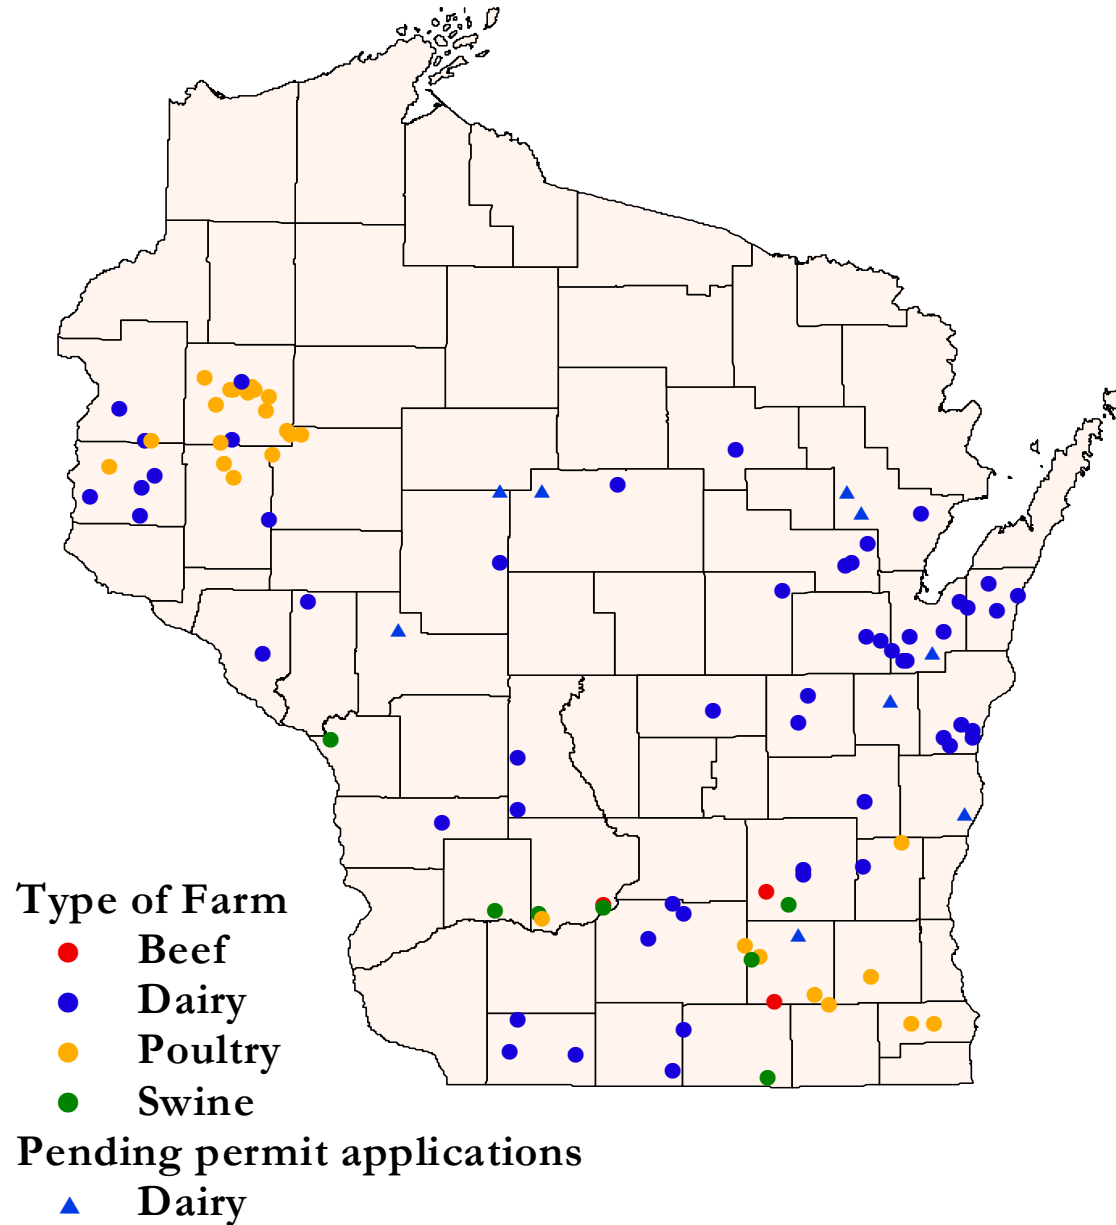 Type of Farm
Beef
Dairy
Poultry
Swine
Pending permit applications
Dairy